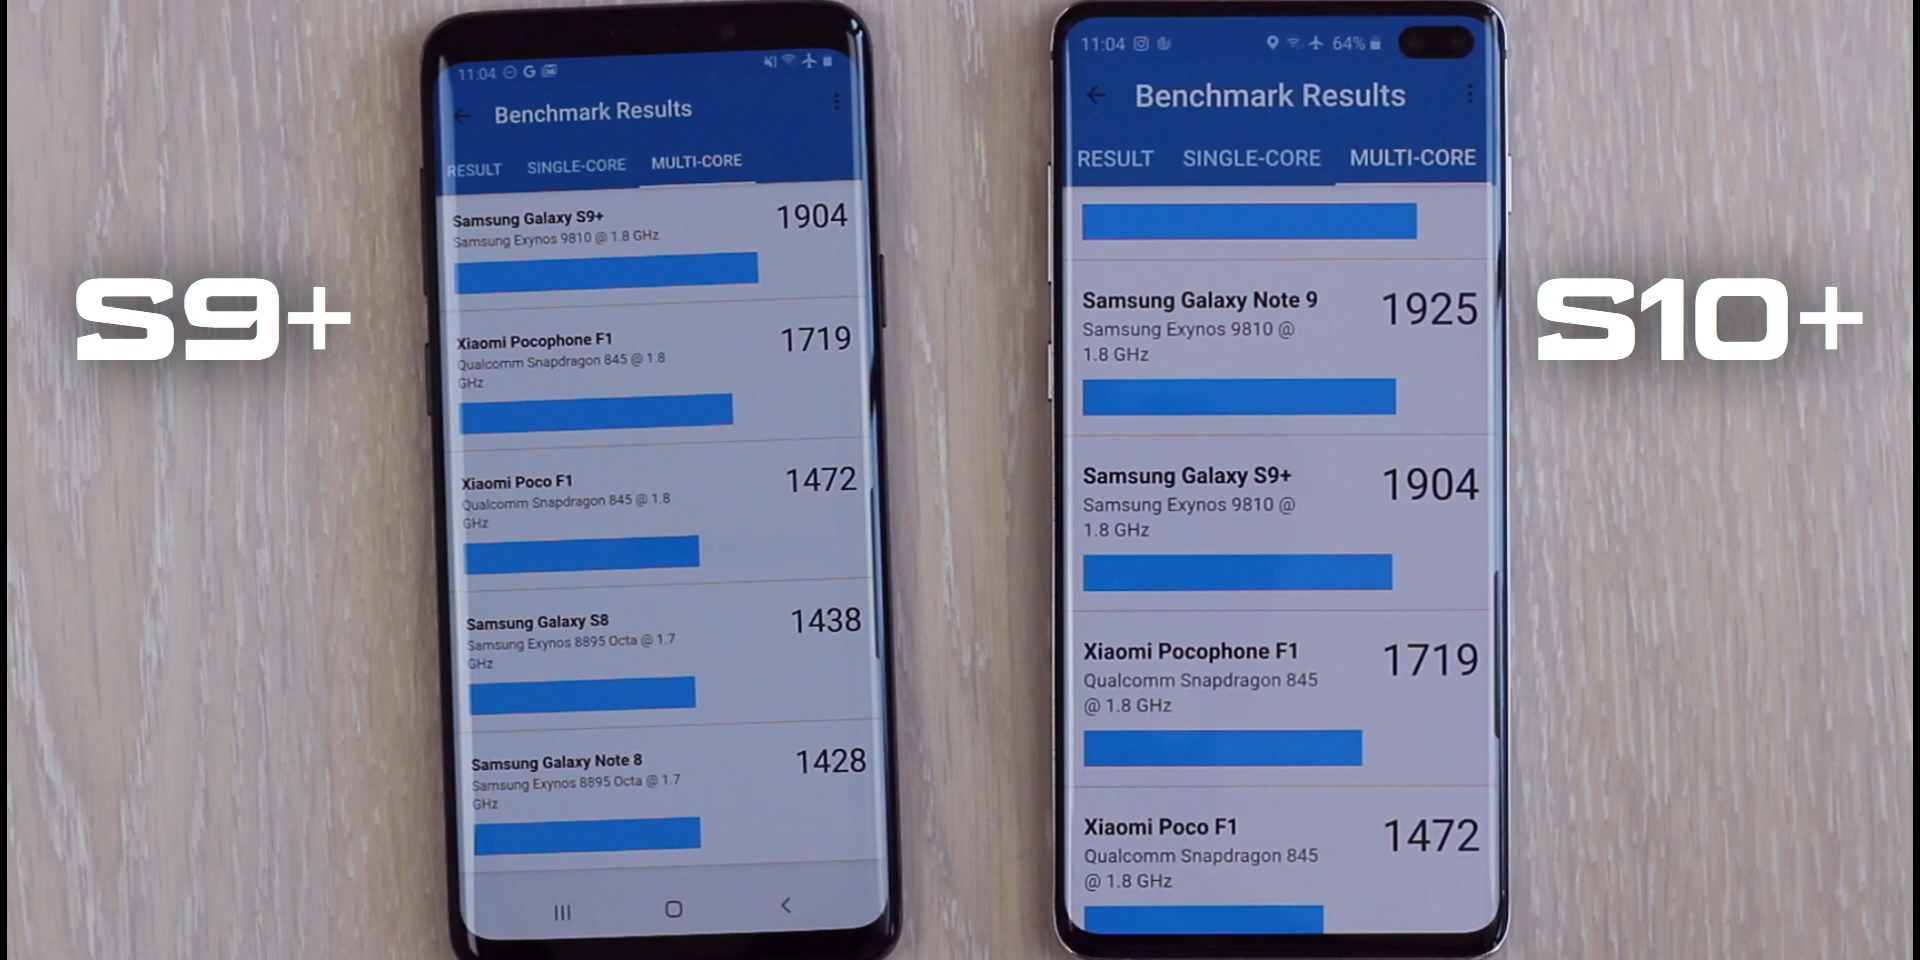 S9+
11:04 G
Benchmark Results
RESULT SINGLE-CORE MULTI-CORE
Samsung Galaxy S9+ 1904
Samsung Exynos 9810 @ 1.8 GHz
Xiaomi Pocophone F1 1719
Qualcomm Snapdragon 845 @ 1.8
GHz
Xiaomi Poco F1 1472
Qualcomm Snapdragon 845 @ 1.8
GHz
Samsung Galaxy S8 1438
Samsung Exynos 8895 Octa @ 1.7
GHz
Samsung Galaxy Note 8 1428
Samsung Exynos 8895 Octa @ 1.7
GHz
11:04 64%
Benchmark Results
RESULT SINGLE-CORE MULTI-CORE
Samsung Galaxy Note 9 1925
Samsung Exynos 9810 @
1.8 GHz
Samsung Galaxy S9+ 1904
Samsung Exynos 9810 @
1.8 GHz
Xiaomi Pocophone F1 1719
Qualcomm Snapdragon 845
@ 1.8 GHz
Xiaomi Poco F1 1472
Qualcomm Snapdragon 845
@ 1.8 GHz
S10+